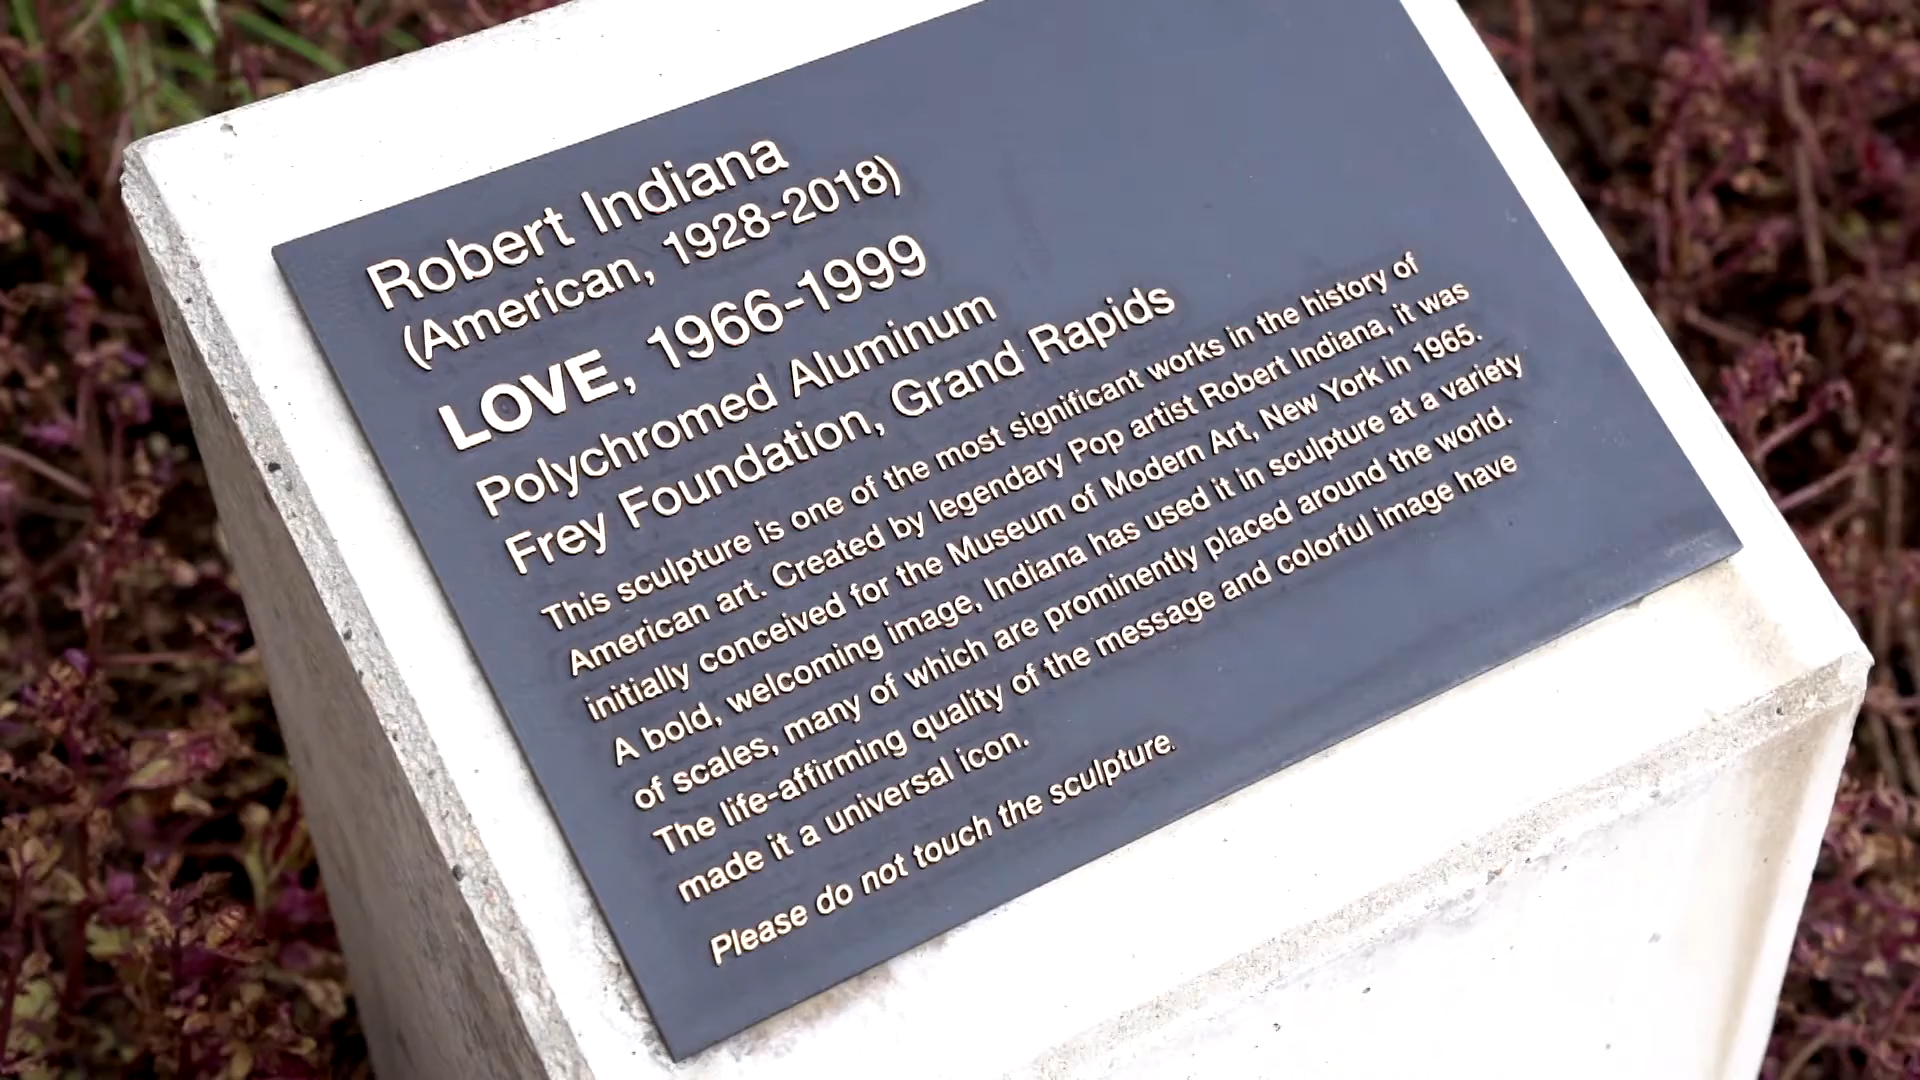 Robert Indiana
(American, 1928-2018)
LOVE, 1966-1999
Polychromed Aluminum
Frey Foundation, Grand Rapids
This sculpture is one of the most significant works in the history of
American art. Created by legendary Pop artist Robert Indiana, it was
initially conceived for the Museum of Modern Art, New York in 1965.
A bold, welcoming image, Indiana has used it in sculpture at a variety
of scales, many of which are prominently placed around the world.
The life-affirming quality of the message and colorful image have
made it a universal icon.
Please do not touch the sculpture.